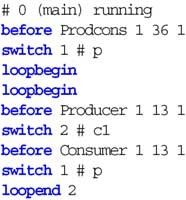 # 0 (main) running
before Prodcons 1 36 1
switch 1 # p
loopbegin
loopbegin
before Producer 1 13 1
switch 2 # c1
before Consumer 1 13 1
switch 1 # p
loopend 2